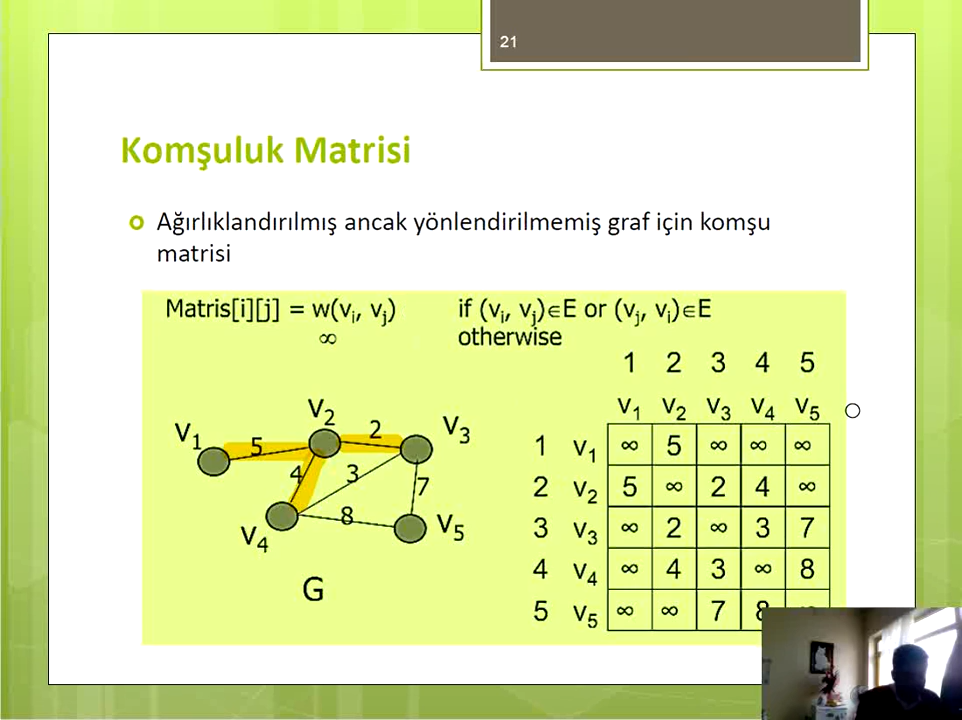 21
Komşuluk Matrisi
Ağırlıklandırılmış ancak yönlendirilmemiş graf için komşu
matrisi
Matris[i][j] = w(vᵢ, vⱼ) if (vᵢ, vⱼ)∈E or (vⱼ, vᵢ)∈E
∞ otherwise
1 2 3 4 5
v₁ v₂ v₃ v₄ v₅
1 v₁ ∞ 5 ∞ ∞ ∞
2 v₂ 5 ∞ 2 4 ∞
3 v₃ ∞ 2 ∞ 3 7
4 v₄ ∞ 4 3 ∞ 8
5 v₅ ∞ ∞ 7 8
v₂
v₁ 5 2 v₃
4 3 7
8
v₄ v₅
G